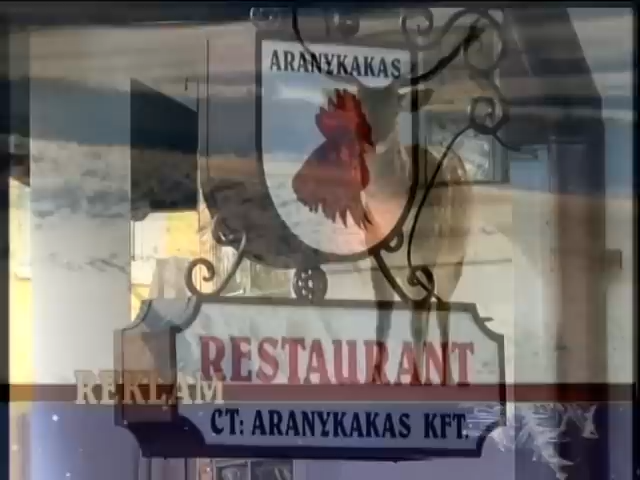 ARANYKAKAS
RESTAURANT
REKLÁM
CT: ARANYKAKAS KFT.